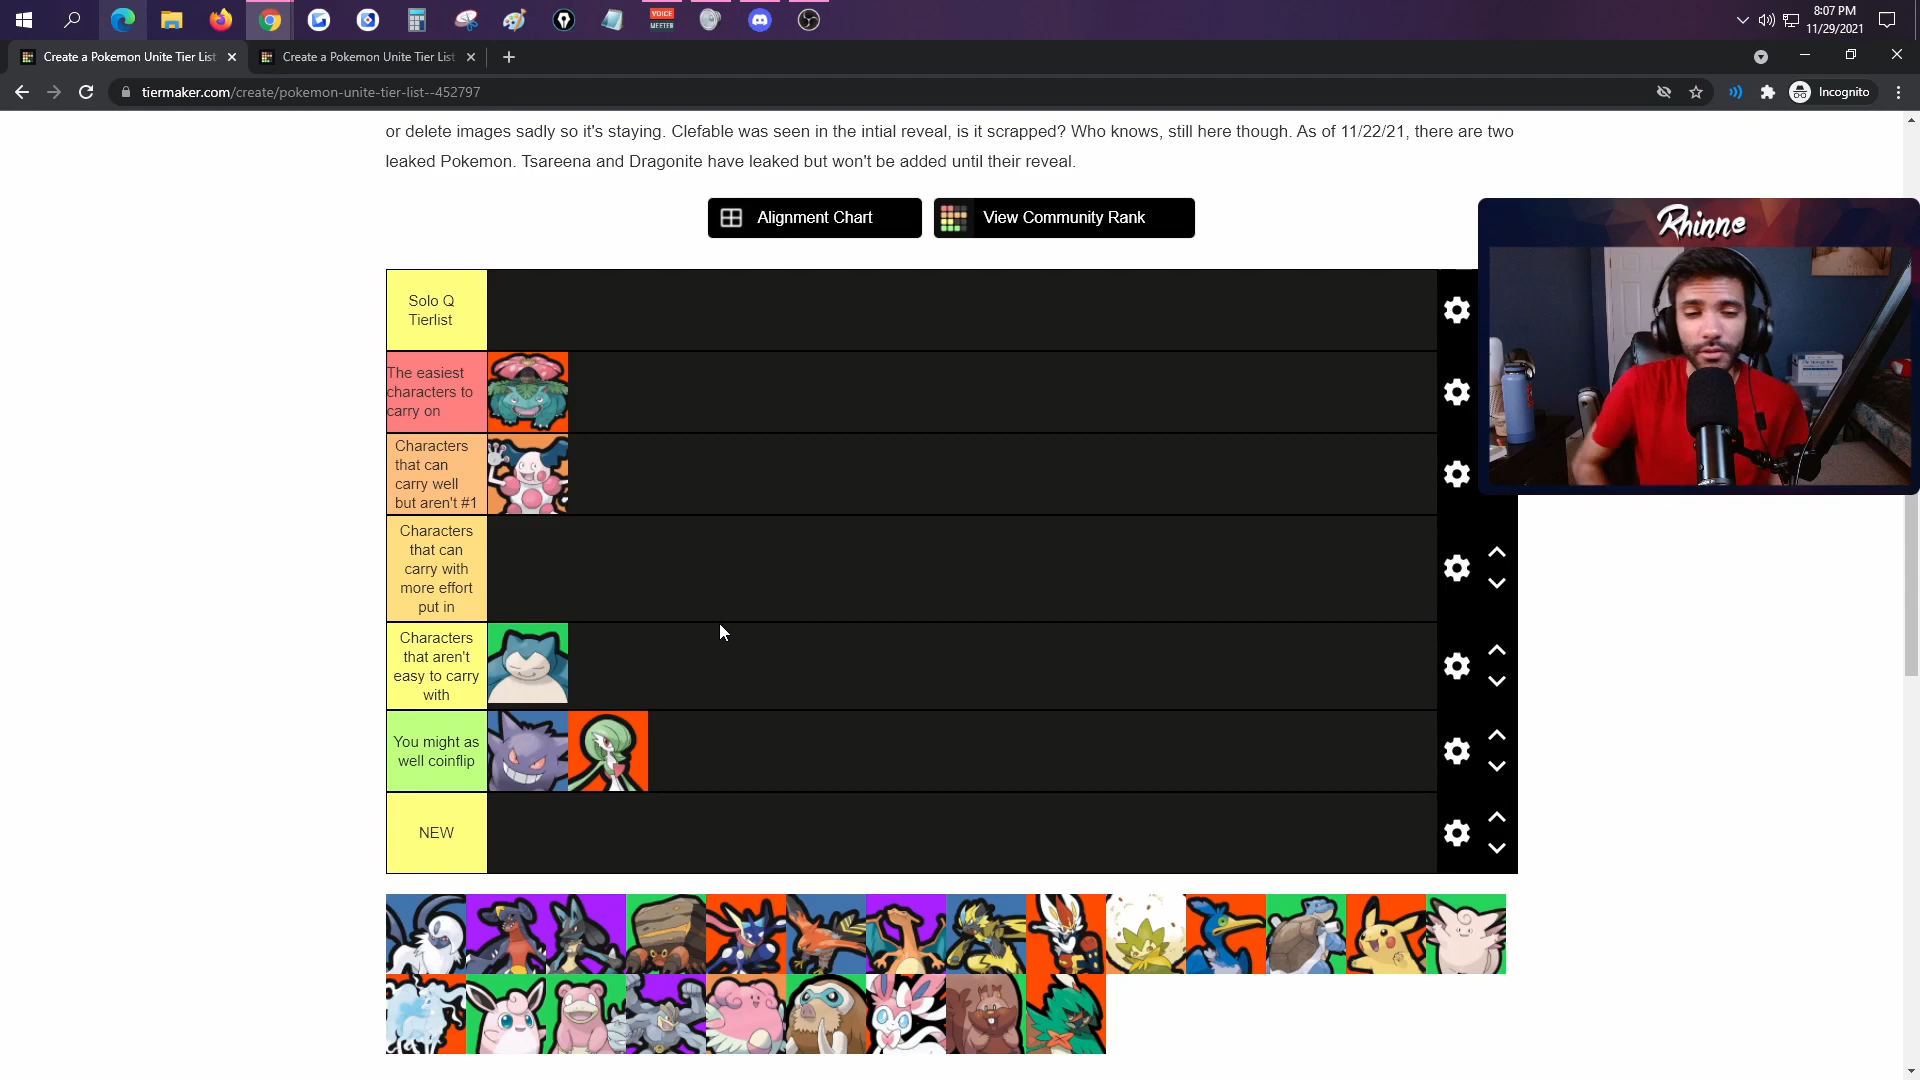 VOICE
MEETER
8:07 PM
11/29/2021
Create a Pokemon Unite Tier List
Create a Pokemon Unite Tier List
tiermaker.com/create/pokemon-unite-tier-list--452797
Incognito
or delete images sadly so it's staying. Clefable was seen in the intial reveal, is it scrapped? Who knows, still here though. As of 11/22/21, there are two
leaked Pokemon. Tsareena and Dragonite have leaked but won't be added until their reveal.
Alignment Chart
View Community Rank
Rhinne
Solo Q
Tierlist
The easiest
characters to
carry on
Characters
that can
carry well
but aren't #1
Characters
that can
carry with
more effort
put in
Characters
that aren't
easy to carry
with
You might as
well coinflip
NEW